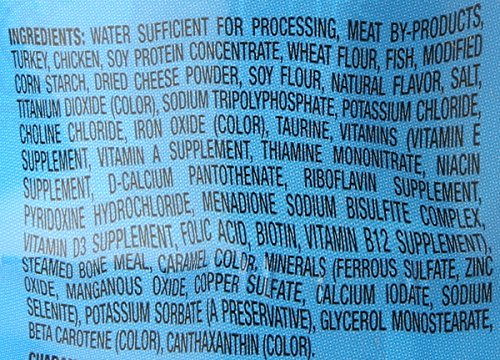 INGREDIENTS: WATER SUFFICIENT FOR PROCESSING, MEAT BY-PRODUCTS,
TURKEY, CHICKEN, SOY PROTEIN CONCENTRATE, WHEAT FLOUR, FISH, MODIFIED
CORN STARCH, DRIED CHEESE POWDER, SOY FLOUR, NATURAL FLAVOR, SALT,
TITANIUM DIOXIDE (COLOR), SODIUM TRIPOLYPHOSPHATE, POTASSIUM CHLORIDE,
CHOLINE CHLORIDE, IRON OXIDE (COLOR), TAURINE, VITAMINS (VITAMIN E
SUPPLEMENT, VITAMIN A SUPPLEMENT, THIAMINE MONONITRATE, NIACIN
SUPPLEMENT, D-CALCIUM PANTOTHENATE, RIBOFLAVIN SUPPLEMENT,
PYRIDOXINE HYDROCHLORIDE, MENADIONE SODIUM BISULFITE COMPLEX,
VITAMIN D3 SUPPLEMENT, FOLIC ACID, BIOTIN, VITAMIN B12 SUPPLEMENT),
STEAMED BONE MEAL, CARAMEL COLOR, MINERALS (FERROUS SULFATE, ZINC
OXIDE, MANGANOUS OXIDE, COPPER SULFATE, CALCIUM IODATE, SODIUM
SELENITE), POTASSIUM SORBATE (A PRESERVATIVE), GLYCEROL MONOSTEARATE,
BETA CAROTENE (COLOR), CANTHAXANTHIN (COLOR).